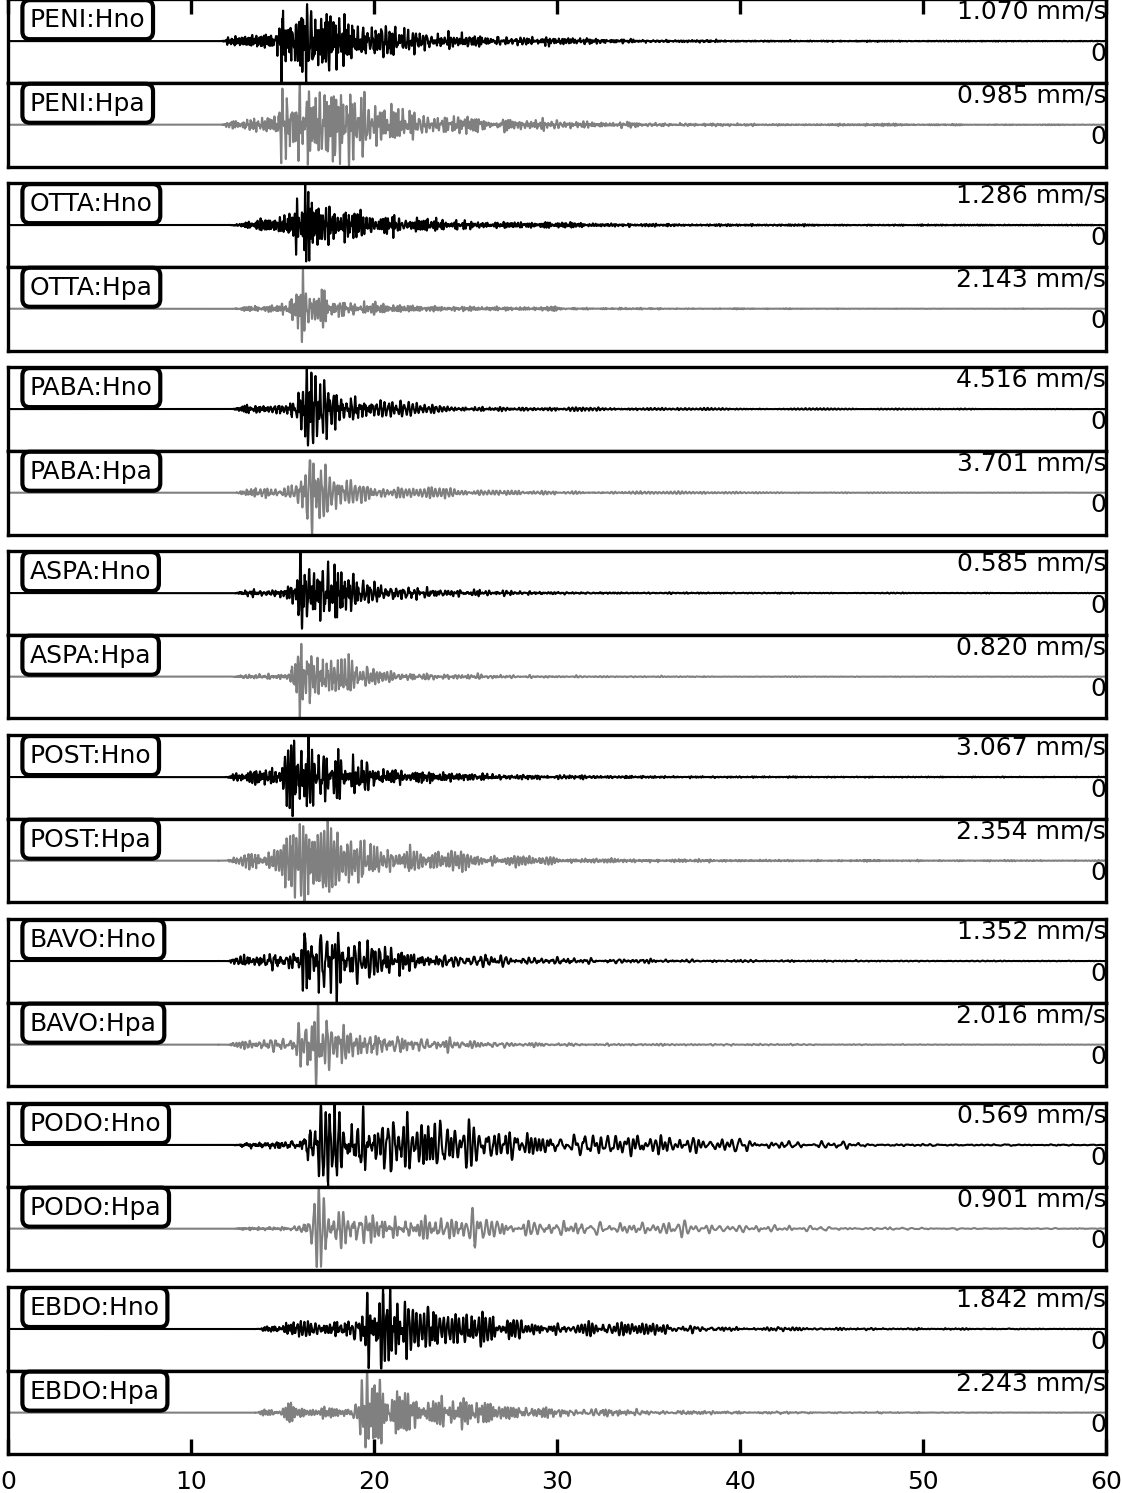 PENI:Hno 1.070 mm/s
0
PENI:Hpa 0.985 mm/s
0
OTTA:Hno 1.286 mm/s
0
OTTA:Hpa 2.143 mm/s
0
PABA:Hno 4.516 mm/s
0
PABA:Hpa 3.701 mm/s
0
ASPA:Hno 0.585 mm/s
0
ASPA:Hpa 0.820 mm/s
0
POST:Hno 3.067 mm/s
0
POST:Hpa 2.354 mm/s
0
BAVO:Hno 1.352 mm/s
0
BAVO:Hpa 2.016 mm/s
0
PODO:Hno 0.569 mm/s
0
PODO:Hpa 0.901 mm/s
0
EBDO:Hno 1.842 mm/s
0
EBDO:Hpa 2.243 mm/s
0
0 10 20 30 40 50 60